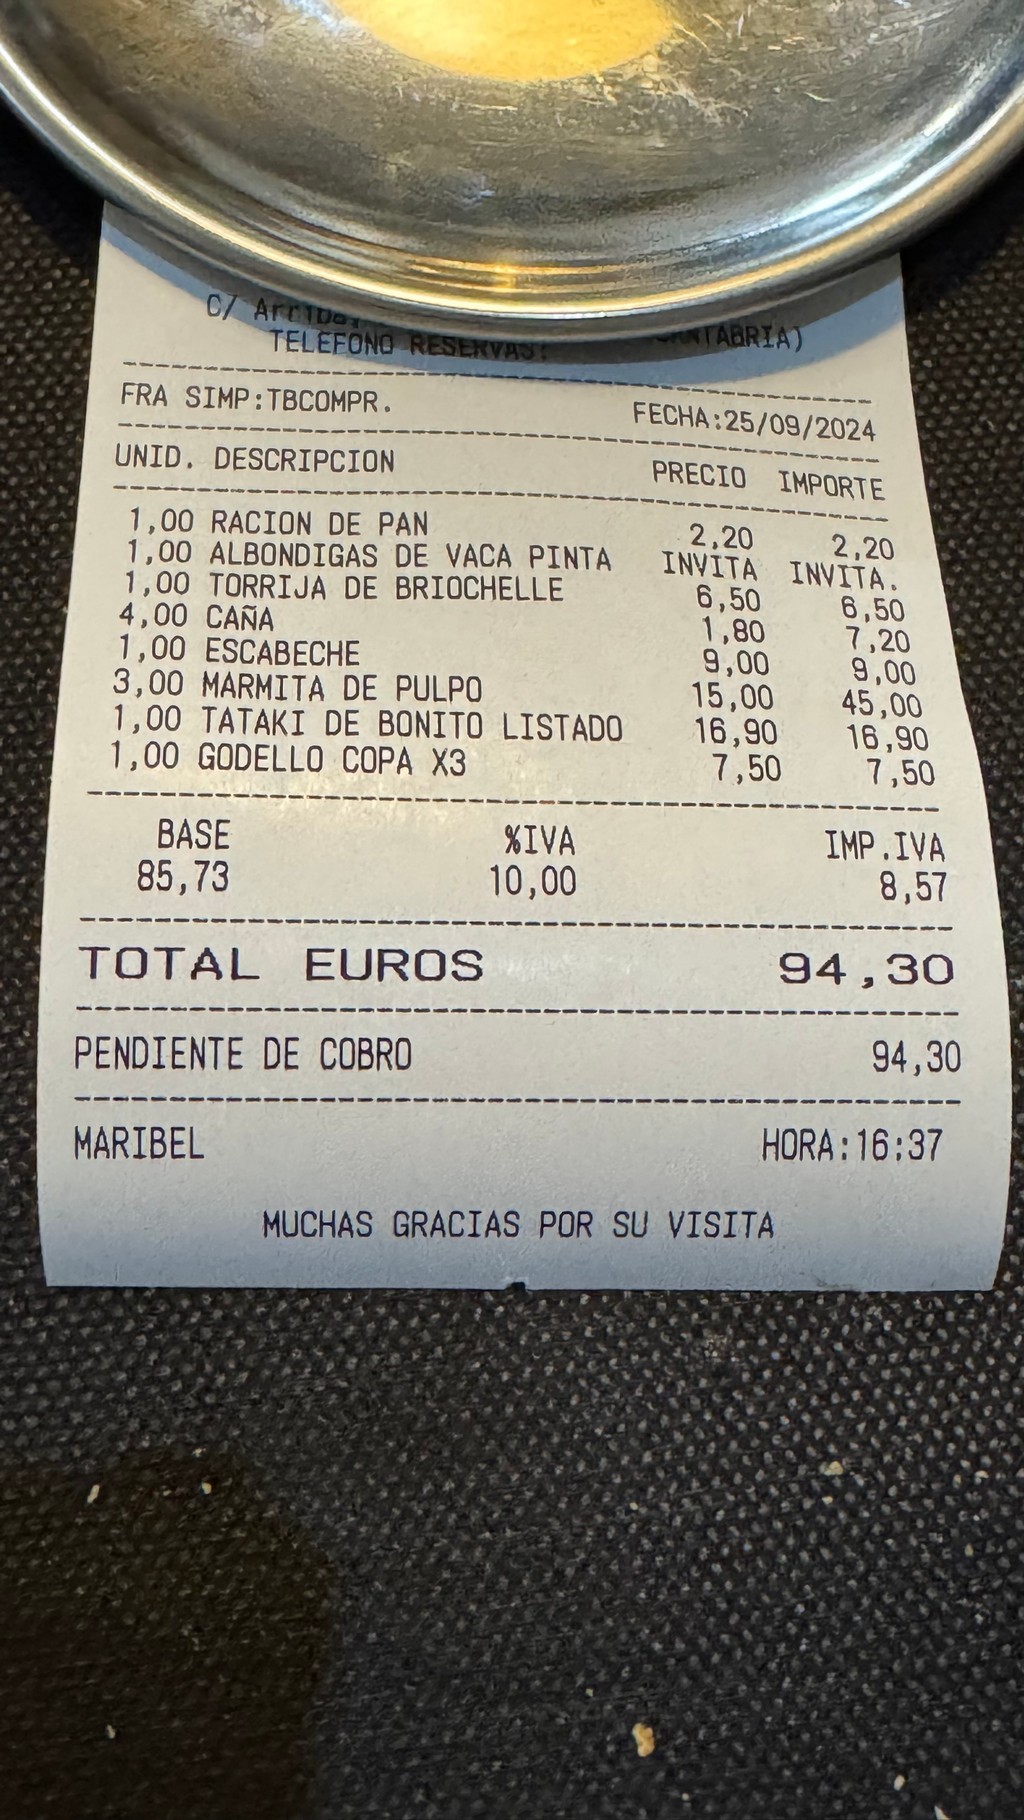 C/
TELEFONO RESERVAS: CANTABRIA)
FRA SIMP:TBCOMPR. FECHA:25/09/2024
UNID. DESCRIPCION PRECIO IMPORTE
1,00 RACION DE PAN 2,20 2,20
1,00 ALBONDIGAS DE VACA PINTA INVITA INVITA.
1,00 TORRIJA DE BRIOCHELLE 6,50 6,50
4,00 CAÑA 1,80 7,20
1,00 ESCABECHE 9,00 9,00
3,00 MARMITA DE PULPO 15,00 45,00
1,00 TATAKI DE BONITO LISTADO 16,90 16,90
1,00 GODELLO COPA X3 7,50 7,50
BASE %IVA IMP.IVA
85,73 10,00 8,57
TOTAL EUROS 94,30
PENDIENTE DE COBRO 94,30
MARIBEL HORA:16:37
MUCHAS GRACIAS POR SU VISITA